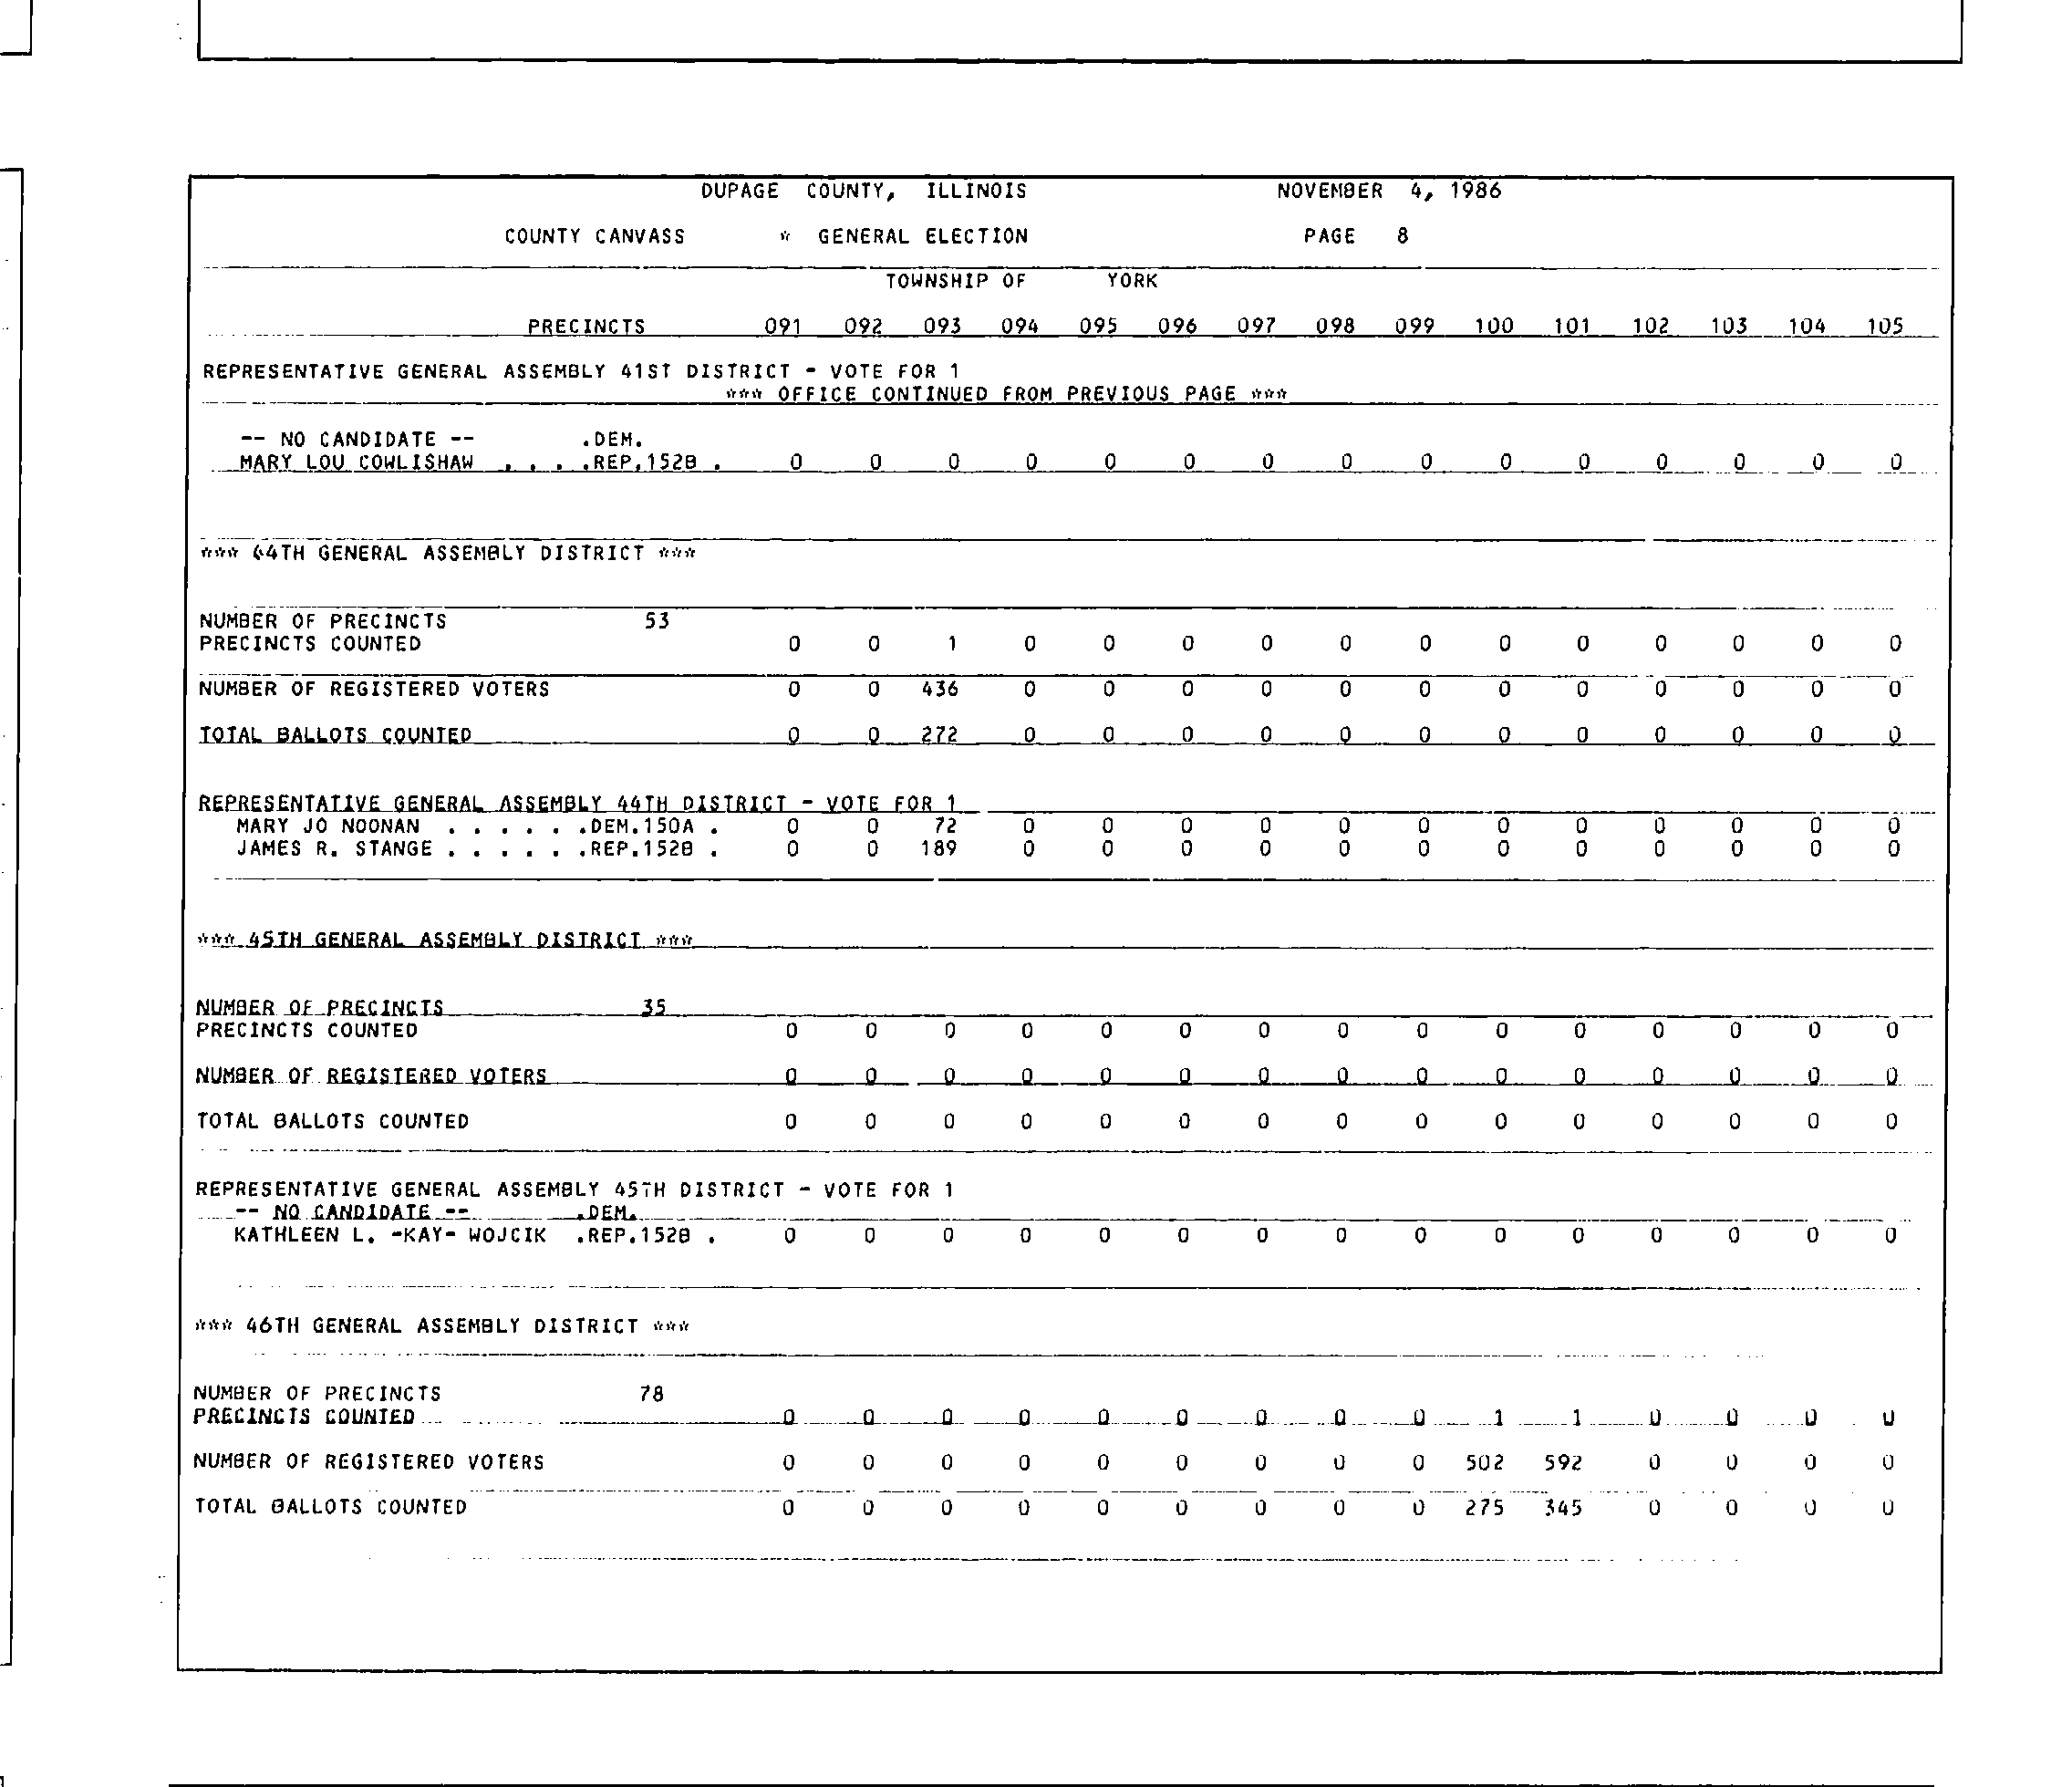 DUPAGE COUNTY, ILLINOIS NOVEMBER 4, 1986
COUNTY CANVASS * GENERAL ELECTION PAGE 8
TOWNSHIP OF YORK
PRECINCTS 091 092 093 094 095 096 097 098 099 100 101 102 103 104 105
REPRESENTATIVE GENERAL ASSEMBLY 41ST DISTRICT - VOTE FOR 1
*** OFFICE CONTINUED FROM PREVIOUS PAGE ***
-- NO CANDIDATE -- .DEM.
MARY LOU COWLISHAW . . . .REP.152B . 0 0 0 0 0 0 0 0 0 0 0 0 0 0 0
*** 44TH GENERAL ASSEMBLY DISTRICT ***
NUMBER OF PRECINCTS 53
PRECINCTS COUNTED 0 0 1 0 0 0 0 0 0 0 0 0 0 0 0
NUMBER OF REGISTERED VOTERS 0 0 436 0 0 0 0 0 0 0 0 0 0 0 0
TOTAL BALLOTS COUNTED 0 0 272 0 0 0 0 0 0 0 0 0 0 0 0
REPRESENTATIVE GENERAL ASSEMBLY 44TH DISTRICT - VOTE FOR 1
MARY JO NOONAN . . . . . .DEM.150A . 0 0 72 0 0 0 0 0 0 0 0 0 0 0 0
JAMES R. STANGE . . . . . .REP.152B . 0 0 189 0 0 0 0 0 0 0 0 0 0 0 0
*** 45TH GENERAL ASSEMBLY DISTRICT ***
NUMBER OF PRECINCTS 35
PRECINCTS COUNTED 0 0 0 0 0 0 0 0 0 0 0 0 0 0 0
NUMBER OF REGISTERED VOTERS 0 0 0 0 0 0 0 0 0 0 0 0 0 0 0
TOTAL BALLOTS COUNTED 0 0 0 0 0 0 0 0 0 0 0 0 0 0 0
REPRESENTATIVE GENERAL ASSEMBLY 45TH DISTRICT - VOTE FOR 1
-- NO CANDIDATE -- .DEM.
KATHLEEN L. -KAY- WOJCIK .REP.152B . 0 0 0 0 0 0 0 0 0 0 0 0 0 0 0
*** 46TH GENERAL ASSEMBLY DISTRICT ***
NUMBER OF PRECINCTS 78
PRECINCTS COUNTED 0 0 0 0 0 0 0 0 0 1 1 0 0 0 0
NUMBER OF REGISTERED VOTERS 0 0 0 0 0 0 0 0 0 502 592 0 0 0 0
TOTAL BALLOTS COUNTED 0 0 0 0 0 0 0 0 0 275 345 0 0 0 0